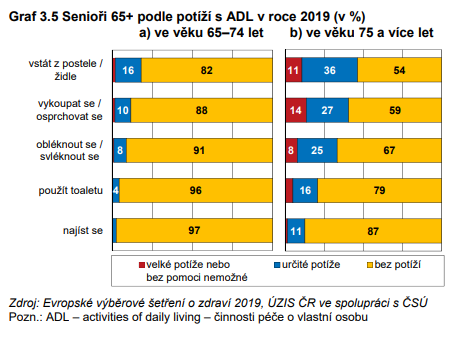 Graf 3.5 Senioři 65+ podle potíží s ADL v roce 2019 (v %)
a) ve věku 65–74 let
b) ve věku 75 a více let
vstát z postele /
židle
16 82
11 36 54
vykoupat se /
osprchovat se
10 88
14 27 59
obléknout se /
svléknout se
8 91
8 25 67
použít toaletu
4 96
16 79
najíst se
97
11 87
velké potíže nebo
bez pomoci nemožné
určité potíže
bez potíží
Zdroj: Evropské výběrové šetření o zdraví 2019, ÚZIS ČR ve spolupráci s ČSÚ
Pozn.: ADL – activities of daily living – činnosti péče o vlastní osobu